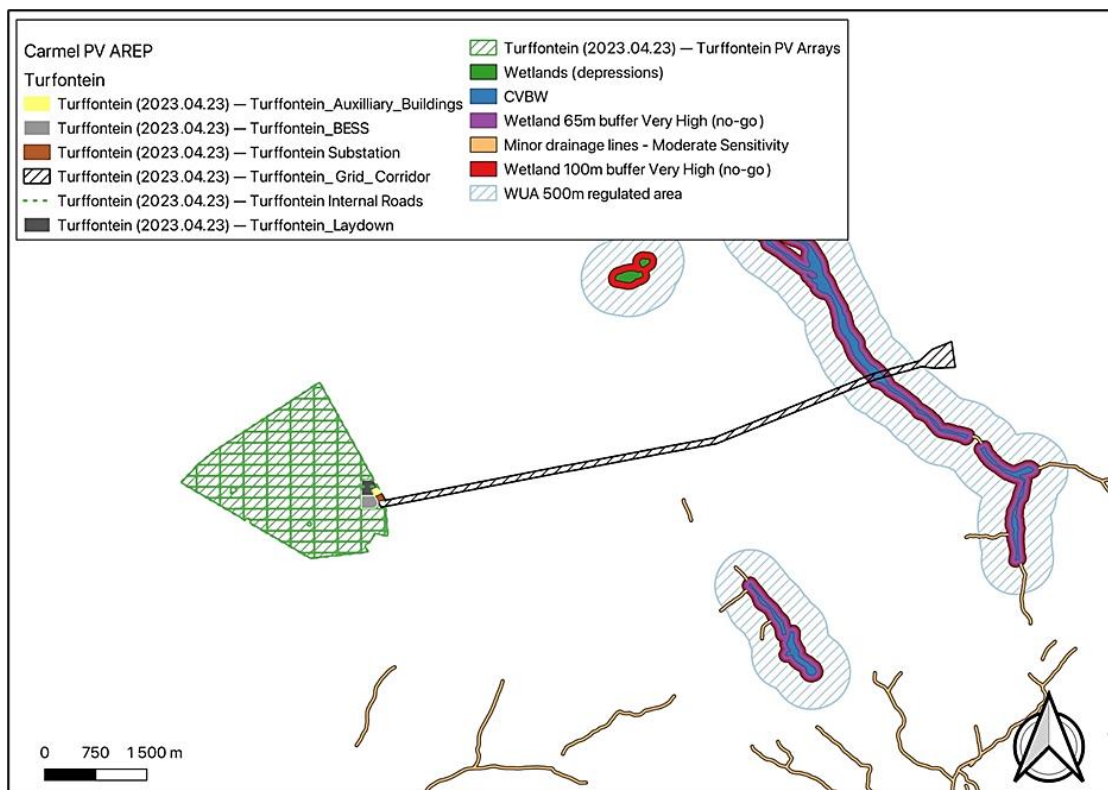 Carmel PV AREP
Turfontein
Turffontein (2023.04.23) — Turffontein_Auxilliary_Buildings
Turffontein (2023.04.23) — Turffontein_BESS
Turffontein (2023.04.23) — Turffontein Substation
Turffontein (2023.04.23) — Turffontein_Grid_Corridor
Turffontein (2023.04.23) — Turffontein Internal Roads
Turffontein (2023.04.23) — Turffontein_Laydown
Turffontein (2023.04.23) — Turffontein PV Arrays
Wetlands (depressions)
CVBW
Wetland 65m buffer Very High (no-go)
Minor drainage lines - Moderate Sensitivity
Wetland 100m buffer Very High (no-go)
WUA 500m regulated area
0 750 1 500 m